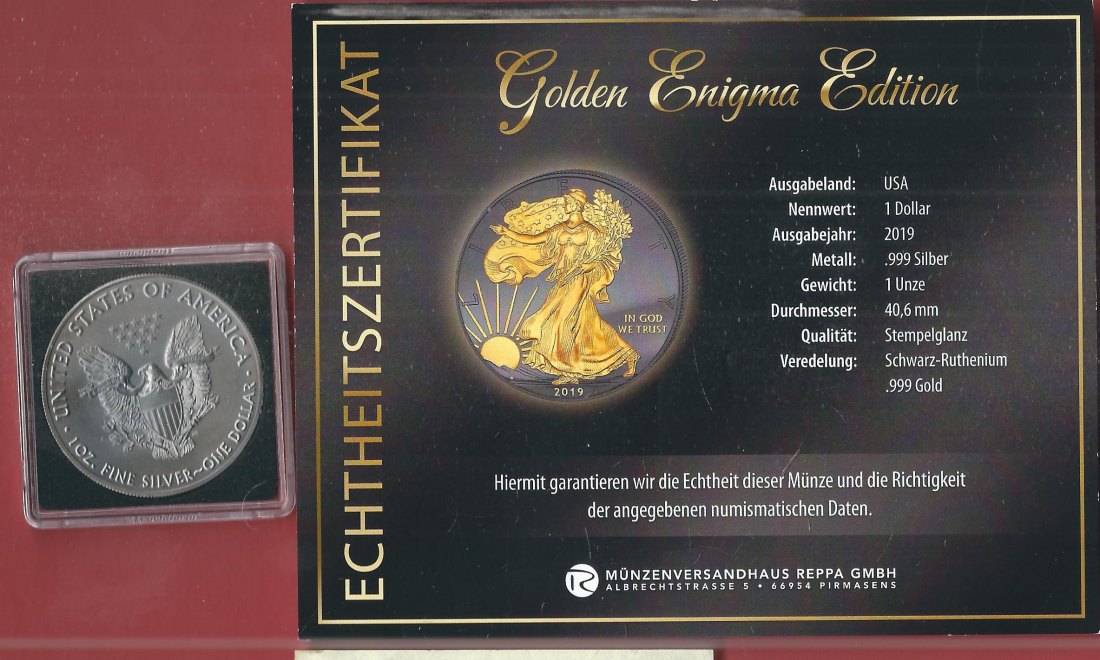 UNITED STATES OF AMERICA
1 OZ. FINE SILVER~ONE DOLLAR
ECHTHEITSZERTIFIKAT
Golden Enigma Edition
LIBERTY
IN GOD
WE TRUST
2019
Ausgabeland: USA
Nennwert: 1 Dollar
Ausgabejahr: 2019
Metall: .999 Silber
Gewicht: 1 Unze
Durchmesser: 40,6 mm
Qualität: Stempelglanz
Veredelung: Schwarz-Ruthenium
.999 Gold
Hiermit garantieren wir die Echtheit dieser Münze und die Richtigkeit
der angegebenen numismatischen Daten.
MÜNZENVERSANDHAUS REPPA GMBH
ALBRECHTSTRASSE 5 • 66954 PIRMASENS